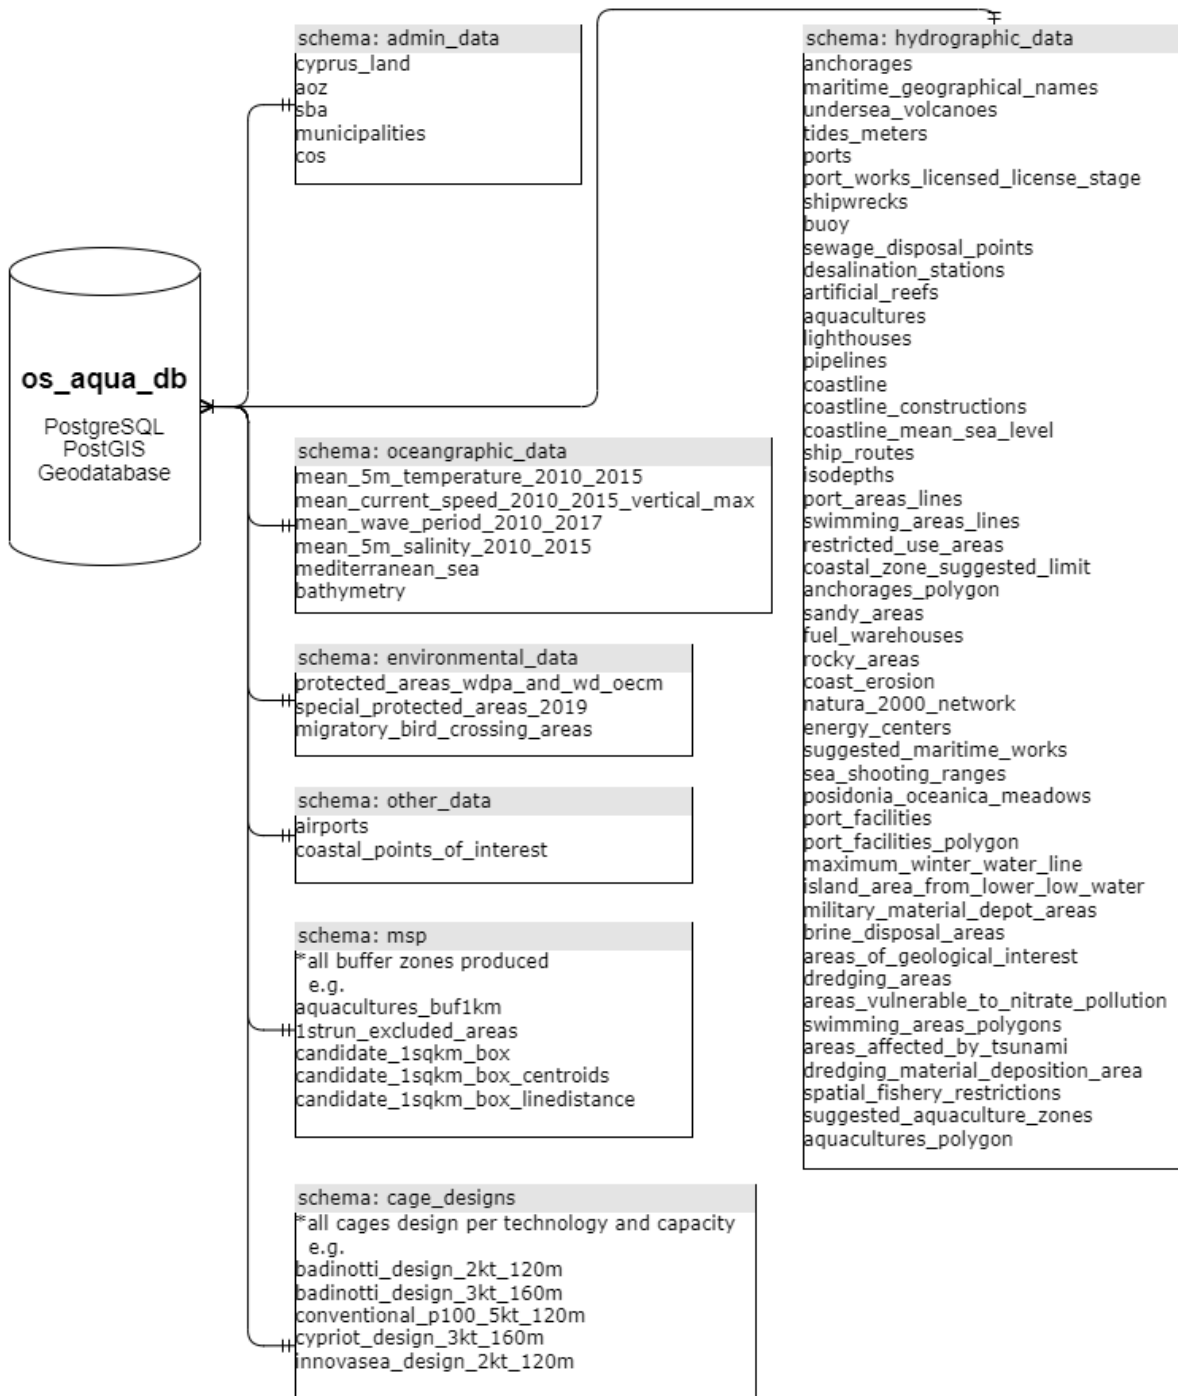 os_aqua_db
PostgreSQL
PostGIS
Geodatabase
schema: admin_data
cyprus_land
aoz
sba
municipalities
cos
schema: oceangraphic_data
mean_5m_temperature_2010_2015
mean_current_speed_2010_2015_vertical_max
mean_wave_period_2010_2017
mean_5m_salinity_2010_2015
mediterranean_sea
bathymetry
schema: environmental_data
protected_areas_wdpa_and_wd_oecm
special_protected_areas_2019
migratory_bird_crossing_areas
schema: other_data
airports
coastal_points_of_interest
schema: msp
*all buffer zones produced
e.g.
aquacultures_buf1km
1strun_excluded_areas
candidate_1sqkm_box
candidate_1sqkm_box_centroids
candidate_1sqkm_box_linedistance
schema: cage_designs
*all cages design per technology and capacity
e.g.
badinotti_design_2kt_120m
badinotti_design_3kt_160m
conventional_p100_5kt_120m
cypriot_design_3kt_160m
innovasea_design_2kt_120m
schema: hydrographic_data
anchorages
maritime_geographical_names
undersea_volcanoes
tides_meters
ports
port_works_licensed_license_stage
shipwrecks
buoy
sewage_disposal_points
desalination_stations
artificial_reefs
aquacultures
lighthouses
pipelines
coastline
coastline_constructions
coastline_mean_sea_level
ship_routes
isodepths
port_areas_lines
swimming_areas_lines
restricted_use_areas
coastal_zone_suggested_limit
anchorages_polygon
sandy_areas
fuel_warehouses
rocky_areas
coast_erosion
natura_2000_network
energy_centers
suggested_maritime_works
sea_shooting_ranges
posidonia_oceanica_meadows
port_facilities
port_facilities_polygon
maximum_winter_water_line
island_area_from_lower_low_water
military_material_depot_areas
brine_disposal_areas
areas_of_geological_interest
dredging_areas
areas_vulnerable_to_nitrate_pollution
swimming_areas_polygons
areas_affected_by_tsunami
dredging_material_deposition_area
spatial_fishery_restrictions
suggested_aquaculture_zones
aquacultures_polygon